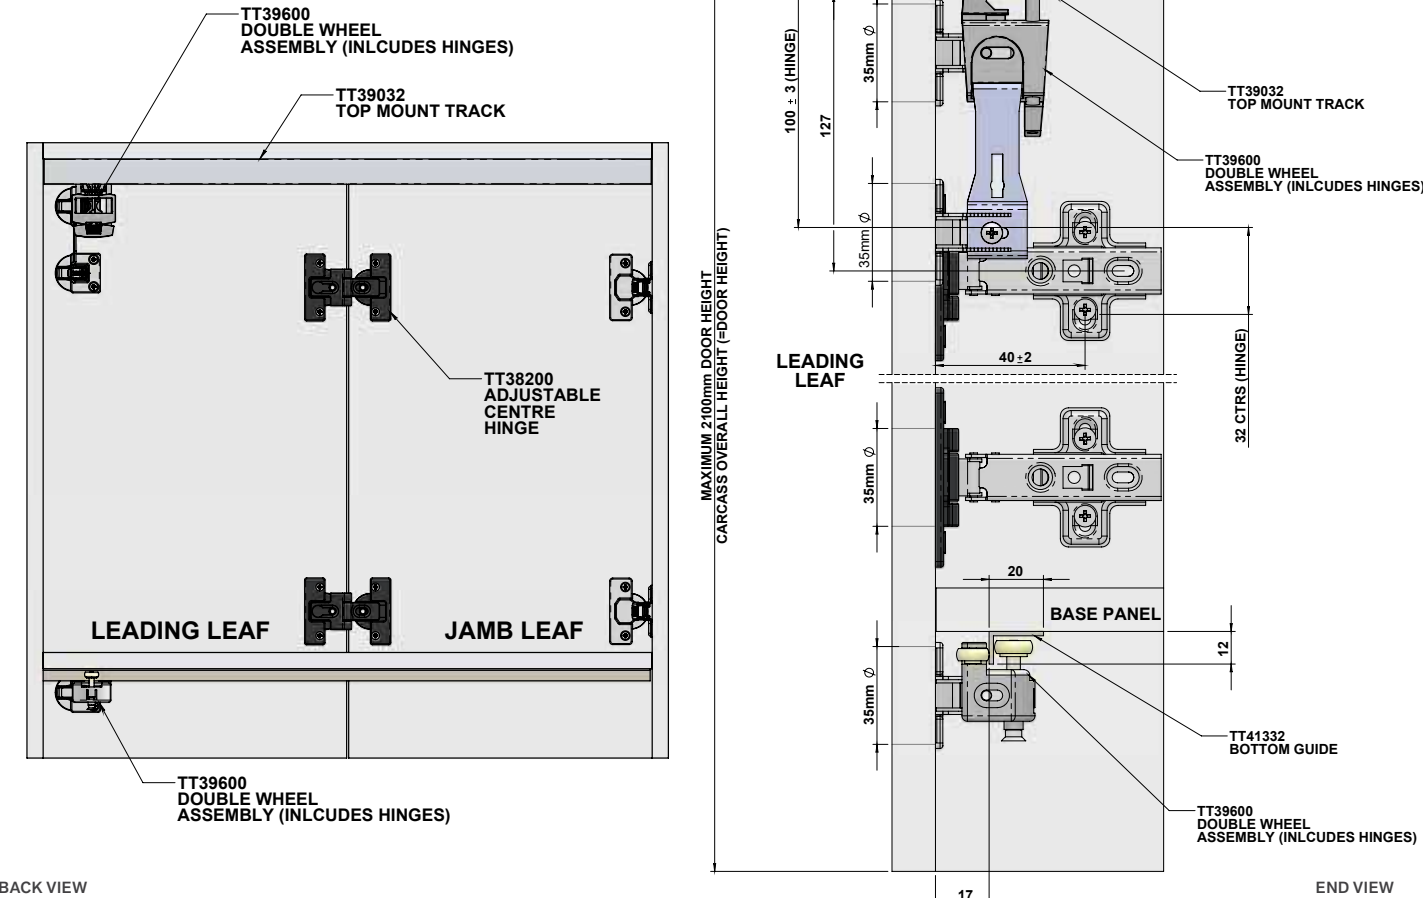 TT39600
DOUBLE WHEEL
ASSEMBLY (INLCUDES HINGES)
TT39032
TOP MOUNT TRACK
TT38200
ADJUSTABLE
CENTRE
HINGE
LEADING LEAF
JAMB LEAF
TT39600
DOUBLE WHEEL
ASSEMBLY (INLCUDES HINGES)
BACK VIEW
MAXIMUM 2100mm DOOR HEIGHT
CARCASS OVERALL HEIGHT (=DOOR HEIGHT)
100 ± 3 (HINGE)
127
35mm Ø
35mm Ø
TT39032
TOP MOUNT TRACK
TT39600
DOUBLE WHEEL
ASSEMBLY (INLCUDES HINGES)
LEADING
LEAF
40 ±2
32 CTRS (HINGE)
35mm Ø
20
BASE PANEL
12
35mm Ø
TT41332
BOTTOM GUIDE
TT39600
DOUBLE WHEEL
ASSEMBLY (INLCUDES HINGES)
17
END VIEW